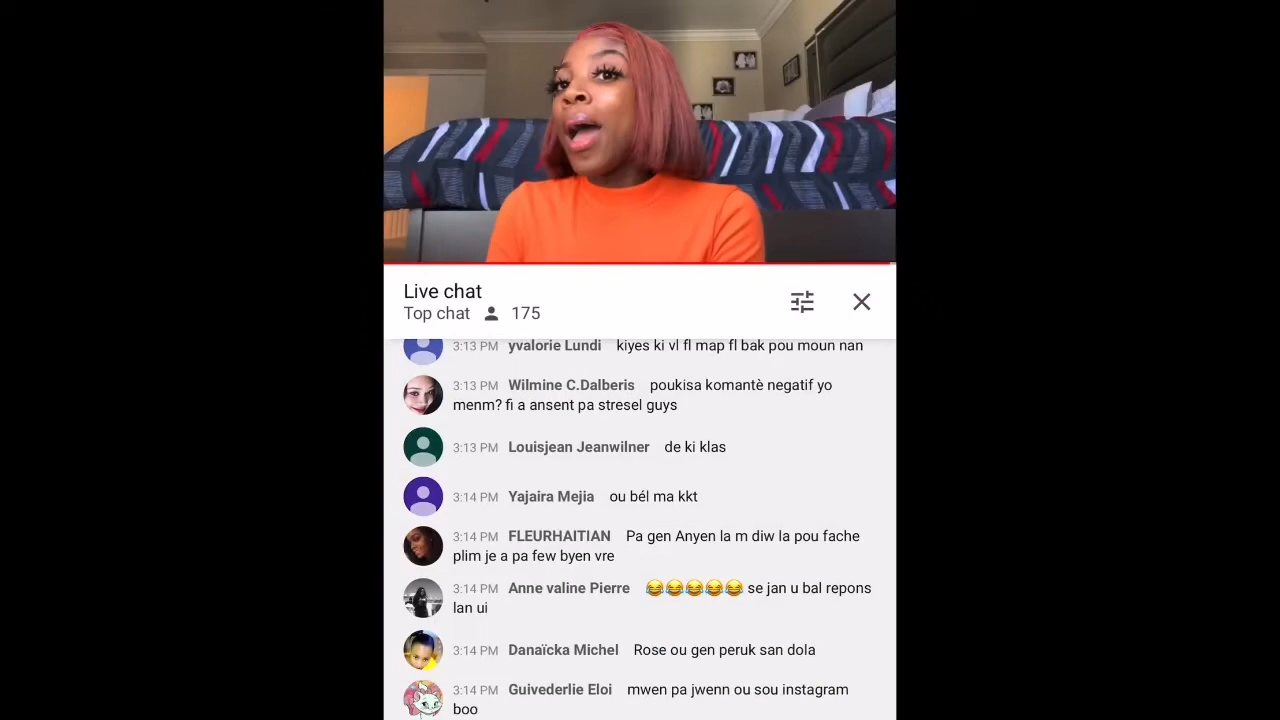 Live chat
Top chat 175
3:13 PM yvalorie Lundi kiyes ki vl fl map fl bak pou moun nan
3:13 PM Wilmine C.Dalberis poukisa komantè negatif yo
menm? fi a ansent pa stresel guys
3:13 PM Louisjean Jeanwilner de ki klas
3:14 PM Yajaira Mejia ou bél ma kkt
3:14 PM FLEURHAITIAN Pa gen Anyen la m diw la pou fache
plim je a pa few byen vre
3:14 PM Anne valine Pierre 😂😂😂😂😂 se jan u bal repons
lan ui
3:14 PM Danaïcka Michel Rose ou gen peruk san dola
3:14 PM Guivederlie Eloi mwen pa jwenn ou sou instagram
boo